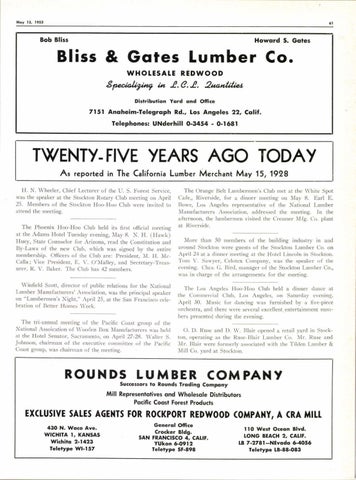 May 15, 1953
61
Bob Bliss
Howard S. Gates
Bliss & Gates Lumber Co.
WHOLESALE REDWOOD
Specializing in L.C.L. Quantities
Distribution Yard and Office
7151 Anaheim-Telegraph Rd., Los Angeles 22, Calif.
Telephones: UNderhill 0-3454 - 0-1681
TWENTY-FIVE YEARS AGO TODAY
As reported in The California Lumber Merchant May 15, 1928
H. N. Wheeler, Chief Lecturer of the U. S. Forest Service,
was the speaker at the Stockton Rotary Club meeting on April
25. Members of the Stockton Hoo-Hoo Club were invited to
attend the meeting.
The Phoenix Hoo-Hoo Club held its first official meeting
at the Adams Hotel Tuesday evening, May 8. N. H. (Hock)
Huey, State Counselor for Arizona, read the Constitution and
By-Laws of the new club, which was signed by the entire
membership. Officers of the Club are: President, M. H. Mc-
Calla; Vice President, E. V. O'Malley, and Secretary-Treas-
urer, R. V. Baker. The Club has 42 members.
Winfield Scott, director of public relations for the National
Lumber Manufacturers' Association, was the principal speaker
on "Lumbermen's Night," April 25, at the San Francisco cele-
bration of Better Homes Week.
The tri-annual meeting of the Pacific Coast group of the
National Association of Wooden Box Manufacturers was held
at the Hotel Senator, Sacramento, on April 27-28. Walter S.
Johnson, chairman of the executive committee of the Pacific
Coast group, was chairman of the meeting.
The Orange Belt Lumbermen's Club met at the White Spot
Cafe, Riverside, for a dinner meeting on May 8. Earl E.
Bowe, Los Angeles representative of the National Lumber
Manufacturers Association, addressed the meeting. In the
afternoon, the lumbermen visited the Cresmer Mfg. Co. plant
at Riverside.
More than 50 members of the building industry in and
around Stockton were guests of the Stockton Lumber Co. on
April 24 at a dinner meeting at the Hotel Lincoln in Stockton.
Tom V. Sawyer, Celotex Company, was the speaker of the
evening. Chas. G. Bird, manager of the Stockton Lumber Co.,
was in charge of the arrangements for the meeting.
The Los Angeles Hoo-Hoo Club held a dinner dance at
the Commercial Club, Los Angeles, on Saturday evening,
April 30. Music for dancing was furnished by a five-piece
orchestra, and there were several excellent entertainment num-
bers presented during the evening.
O. D. Ruse and D. W. Blair opened a retail yard in Stock-
ton, operating as the Ruse-Blair Lumber Co. Mr. Ruse and
Mr. Blair were formerly associated with the Tilden Lumber &
Mill Co. yard at Stockton.
ROUNDS LUMBER COMPANY
Successors to Rounds Trading Company
Mill Representatives and Wholesale Distributors
Pacific Coast Forest Products
EXCLUSIVE SALES AGENTS FOR ROCKPORT REDWOOD COMPANY, A CRA MILL
430 N. Waco Ave.
WICHITA 1, KANSAS
Wichita 2-1423
Teletype WI-157
General Office
Crocker Bldg.
SAN FRANCISCO 4, CALIF.
YUkon 6-0912
Teletype SF-898
110 West Ocean Blvd.
LONG BEACH 2, CALIF.
LB 7-2781-NEvada 6-4056
Teletype LB-88-083